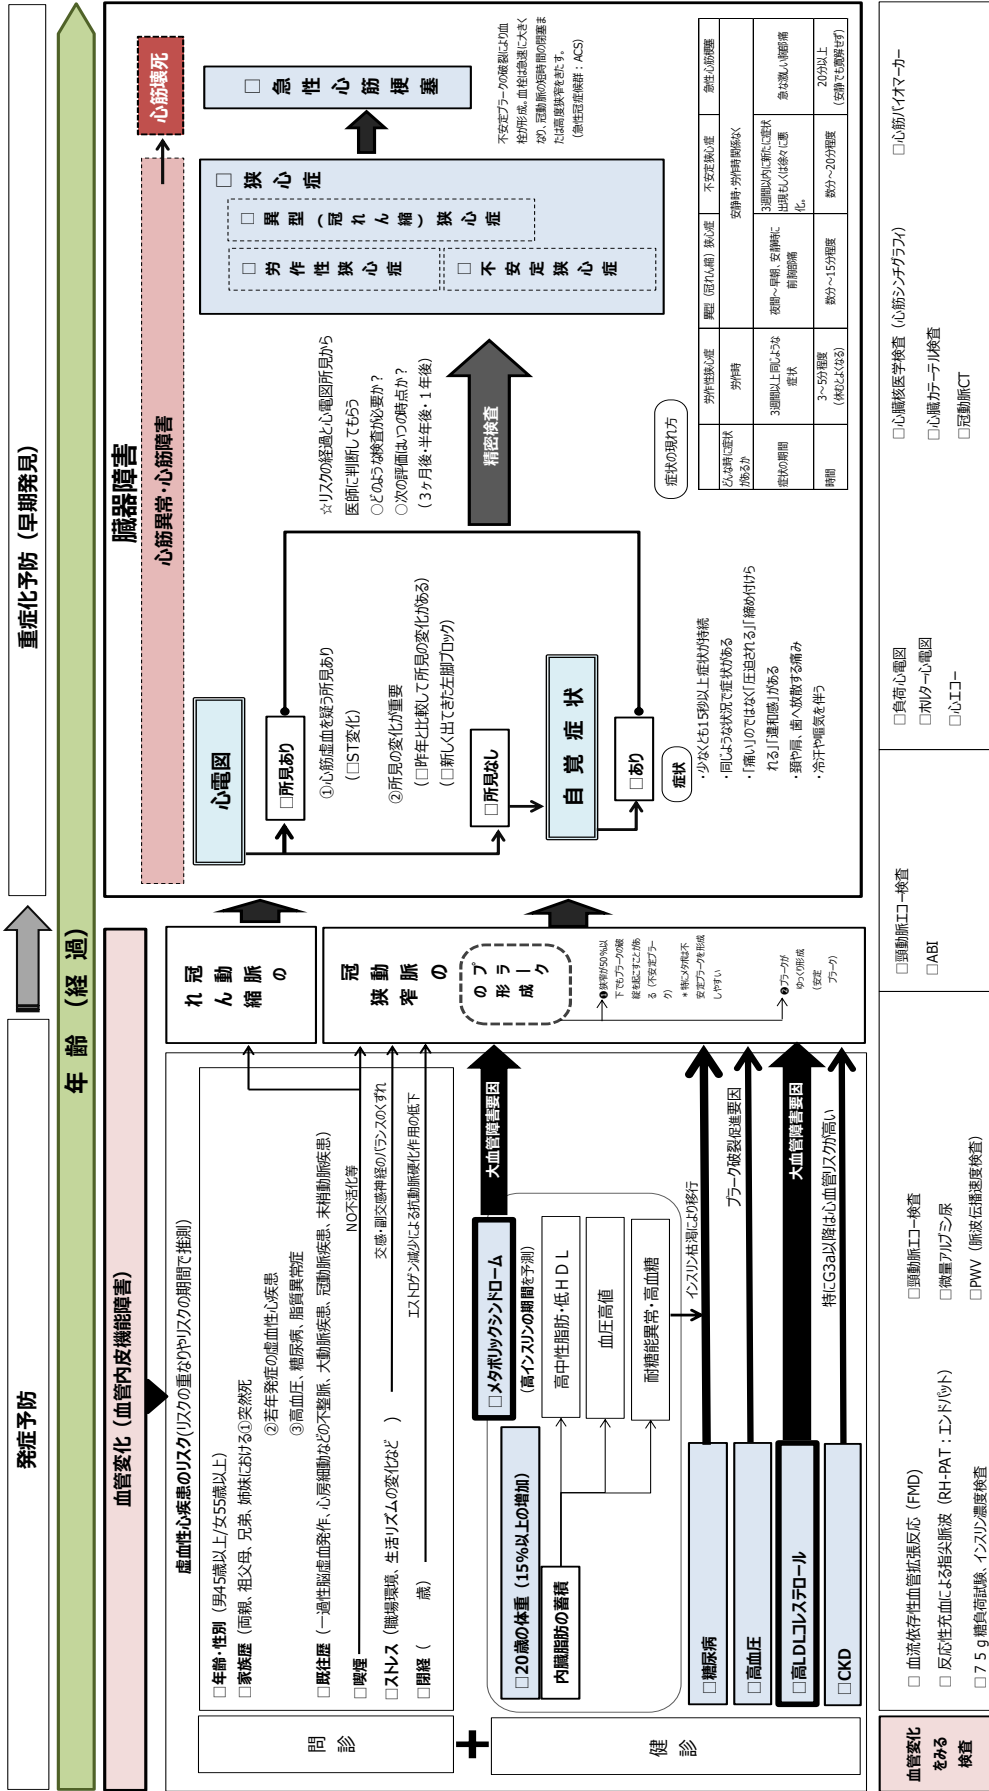 発症予防
重症化予防（早期発見）
年 齢 （経 過）
血管変化（血管内皮機能障害）
臓器障害
心筋異常・心筋障害
心筋壊死
虚血性心疾患のリスク(リスクの重なりやリスクの期間で推測)
問診
□年齢・性別（男45歳以上/女55歳以上）
□家族歴（両親、祖父母、兄弟、姉妹における①突然死
②若年発症の虚血性心疾患
③高血圧、糖尿病、脂質異常症
□既往歴（一過性脳虚血発作、心房細動などの不整脈、大動脈疾患、冠動脈疾患、末梢動脈疾患）
□喫煙
NO不活化等
□ストレス（職場環境、生活リズムの変化など　）
交感・副交感神経のバランスのくずれ
□閉経（　歳）
エストロゲン減少による抗動脈硬化作用の低下
＋
健診
□20歳の体重（15%以上の増加）
内臓脂肪の蓄積
□メタボリックシンドローム
(高インスリンの期間を予測)
高中性脂肪・低HDL
血圧高値
耐糖能異常・高血糖
大血管障害要因
インスリン枯渇により移行
□糖尿病
プラーク破裂促進要因
□高血圧
□高LDLコレステロール
大血管障害要因
□CKD
特にG3a以降は心血管リスクが高い
冠動脈の
れん縮
冠動脈の
狭窄
プラーク
の形成
❶狭窄が50%以
下でもプラークの破
綻を起こすことがあ
る（不安定プラー
ク）
＊特にメタボは不
安定プラークを形成
しやすい
❷プラークが
ゆっくり形成
（安定
プラーク）
心電図
□所見あり
①心筋虚血を疑う所見あり
（□ST変化）
②所見の変化が重要
（□昨年と比較して所見の変化がある）
（□新しく出てきた左脚ブロック）
□所見なし
自 覚 症 状
□あり
症状
・少なくとも15秒以上症状が持続
・同じような状況で症状がある
・「痛い」のではなく「圧迫される」「締め付けら
れる」「違和感」がある
・頸や肩、歯へ放散する痛み
・冷汗や嘔気を伴う
☆リスクの経過と心電図所見から
医師に判断してもらう
○どのような検査が必要か？
○次の評価はいつの時点か？
（3ヶ月後・半年後・1年後）
精密検査
□ 狭 心 症
□ 異 型 （ 冠 れ ん 縮 ） 狭 心 症
□ 労 作 性 狭 心 症
□ 不 安 定 狭 心 症
□ 急 性 心 筋 梗 塞
不安定プラークの破裂により血
栓が形成。血栓は急速に大きく
なり、冠動脈の短時間の閉塞ま
たは高度狭窄をきたす。
（急性冠症候群：ACS）
症状の現れ方
労作性狭心症 異型（冠れん縮）狭心症 不安定狭心症 急性心筋梗塞
どんな時に症状
があるか
労作時 安静時・労作時関係なく
症状の期間
3週間以上同じような
症状
夜間～早朝、安静時に
前胸部痛
3週間以内に新たに症状
出現もしくは徐々に悪
化。
急な激しい胸部痛
時間
3～5分程度
（休むとよくなる）
数分～15分程度
数分～20分程度
20分以上
（安静でも寛解せず）
血管変化
をみる
検査
□ 血流依存性血管拡張反応（FMD）
□ 反応性充血による指尖脈波（RH-PAT：エンドパット）
□７５ｇ糖負荷試験、インスリン濃度検査
□頸動脈エコー検査
□微量アルブミン尿
□PWV（脈波伝播速度検査）
□頸動脈エコー検査
□ABI
□負荷心電図
□ホルター心電図
□心エコー
□心臓核医学検査（心筋シンチグラフィ）
□心臓カテーテル検査
□冠動脈CT
□心筋バイオマーカー